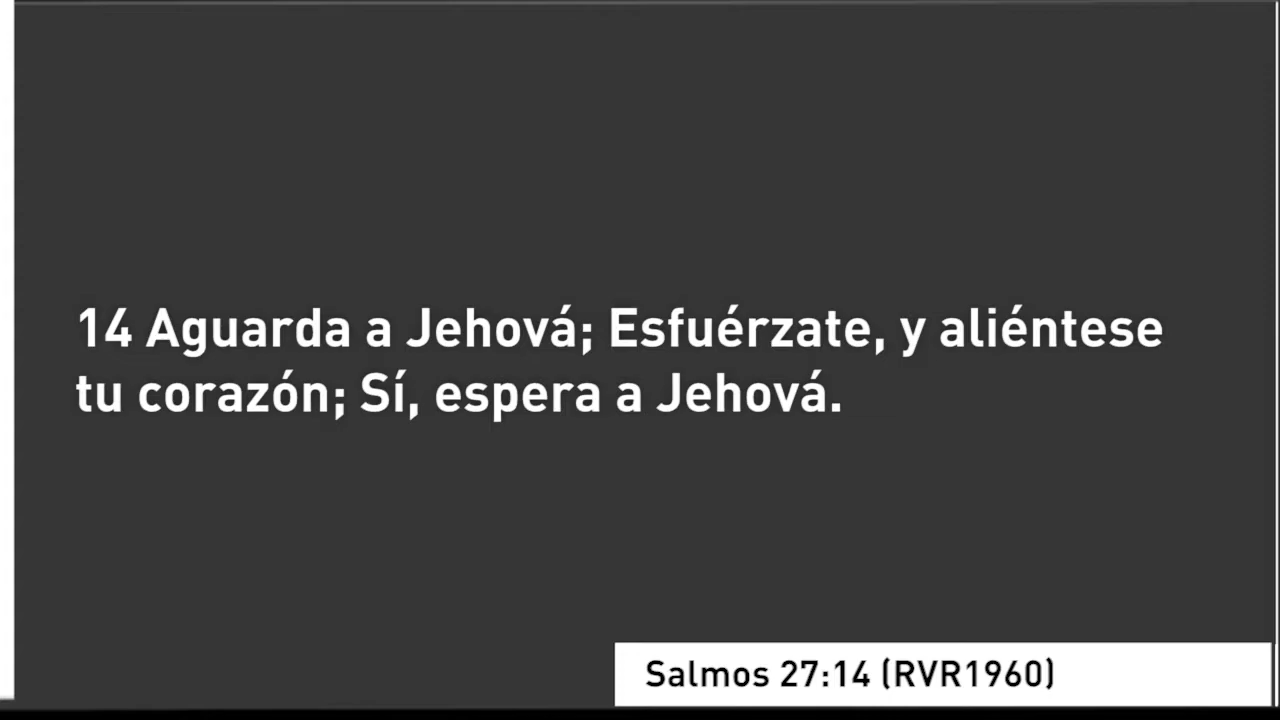 14 Aguarda a Jehová; Esfuérzate, y aliéntese
tu corazón; Sí, espera a Jehová.
Salmos 27:14 (RVR1960)